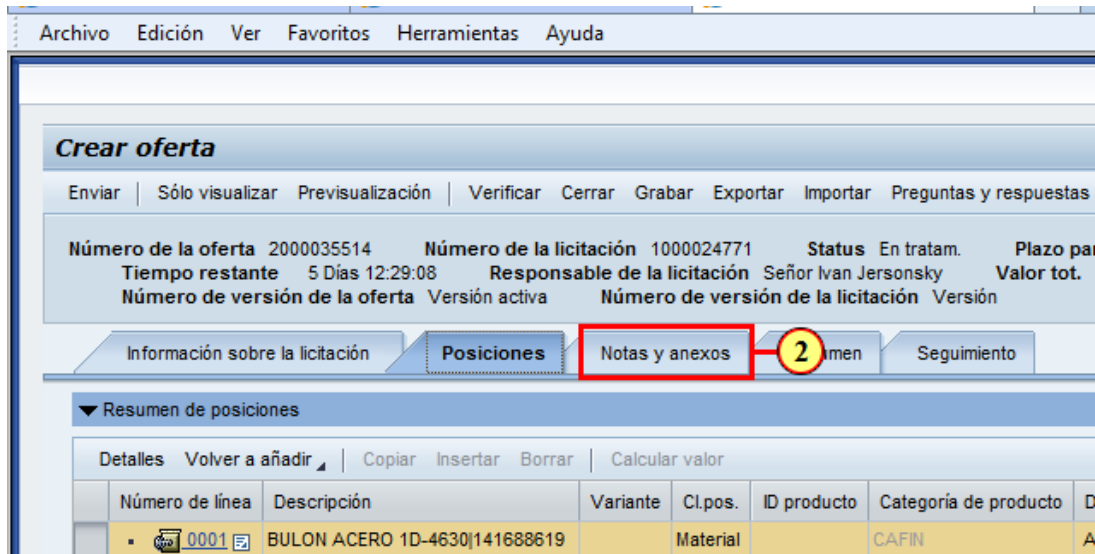 Archivo Edición Ver Favoritos Herramientas Ayuda
Crear oferta
Enviar Sólo visualizar Previsualización Verificar Cerrar Grabar Exportar Importar Preguntas y respuestas
Número de la oferta 2000035514 Número de la licitación 1000024771 Status En tratam. Plazo
Tiempo restante 5 Días 12:29:08 Responsable de la licitación Señor Ivan Jersonsky Valor tot.
Número de versión de la oferta Versión activa Número de versión de la licitación Versión
Información sobre la licitación Posiciones Notas y anexos 2 Seguimiento
Resumen de posiciones
Detalles Volver a añadir Copiar Insertar Borrar Calcular valor
Número de línea Descripción Variante Cl.pos. ID producto Categoría de producto
0001 BULON ACERO 1D-4630|141688619 Material CAFIN